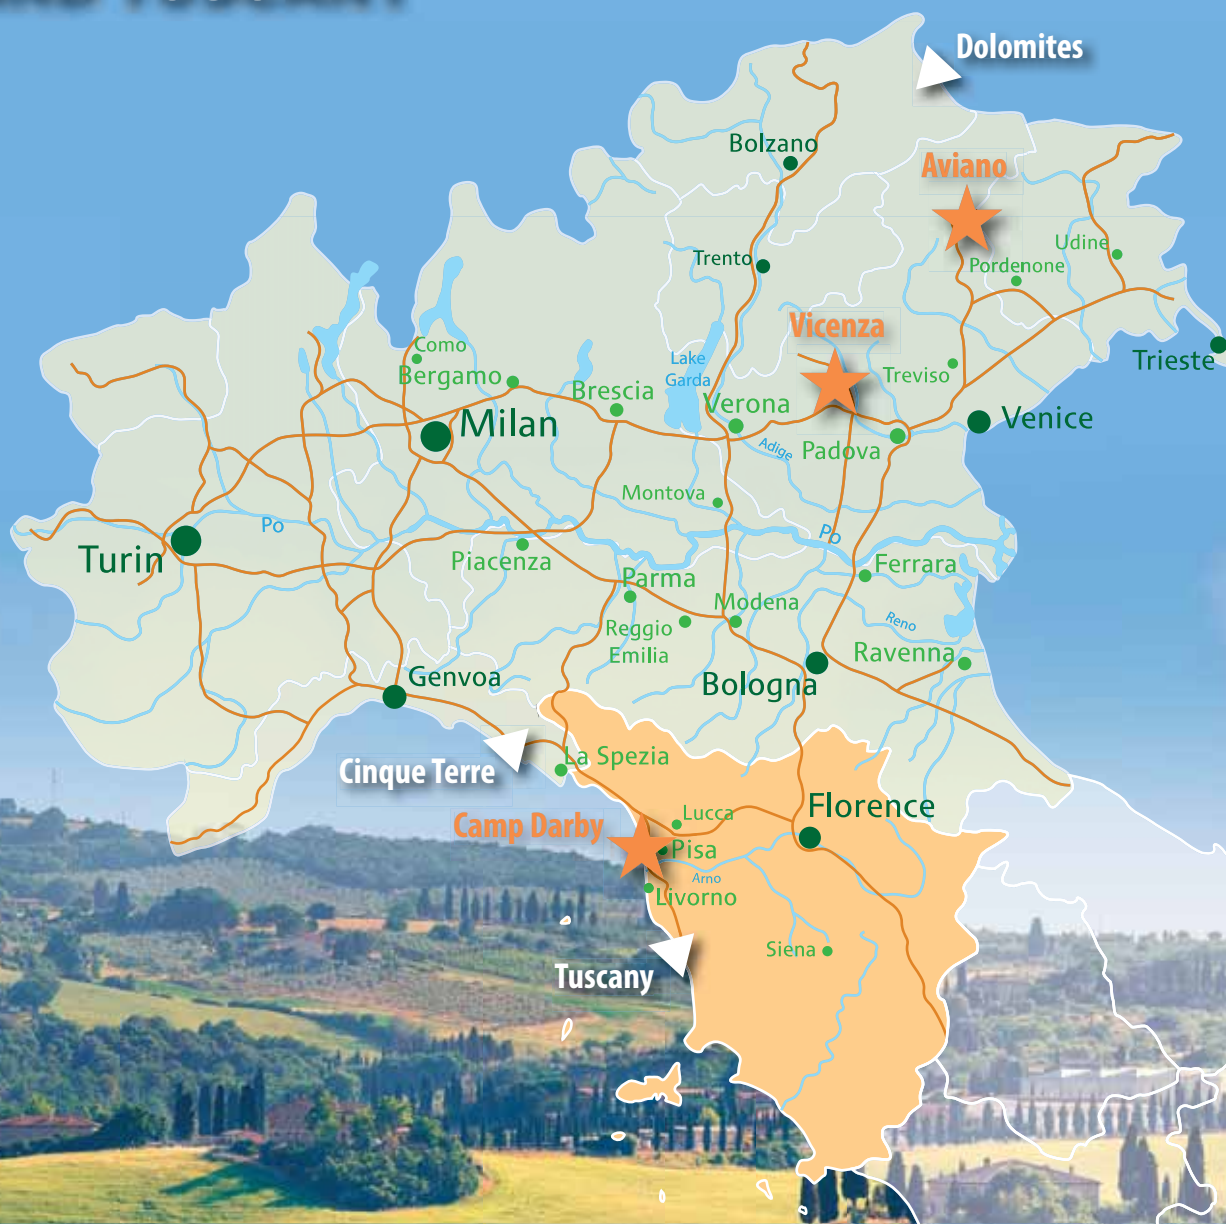 AND TUSCANY
Dolomites
Bolzano
Aviano
Udine
Trento
Pordenone
Vicenza
Trieste
Como
Lake
Garda
Treviso
Bergamo
Brescia
Verona
Milan
Venice
Adige
Padova
Montova
Po
Po
Turin
Piacenza
Ferrara
Parma
Modena
Reno
Reggio
Emilia
Ravenna
Genvoa
Bologna
La Spezia
Cinque Terre
Lucca
Florence
Camp Darby
Pisa
Arno
Livorno
Siena
Tuscany